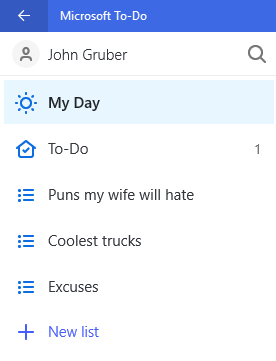 Microsoft To-Do
John Gruber
My Day
To-Do 1
Puns my wife will hate
Coolest trucks
Excuses
New list